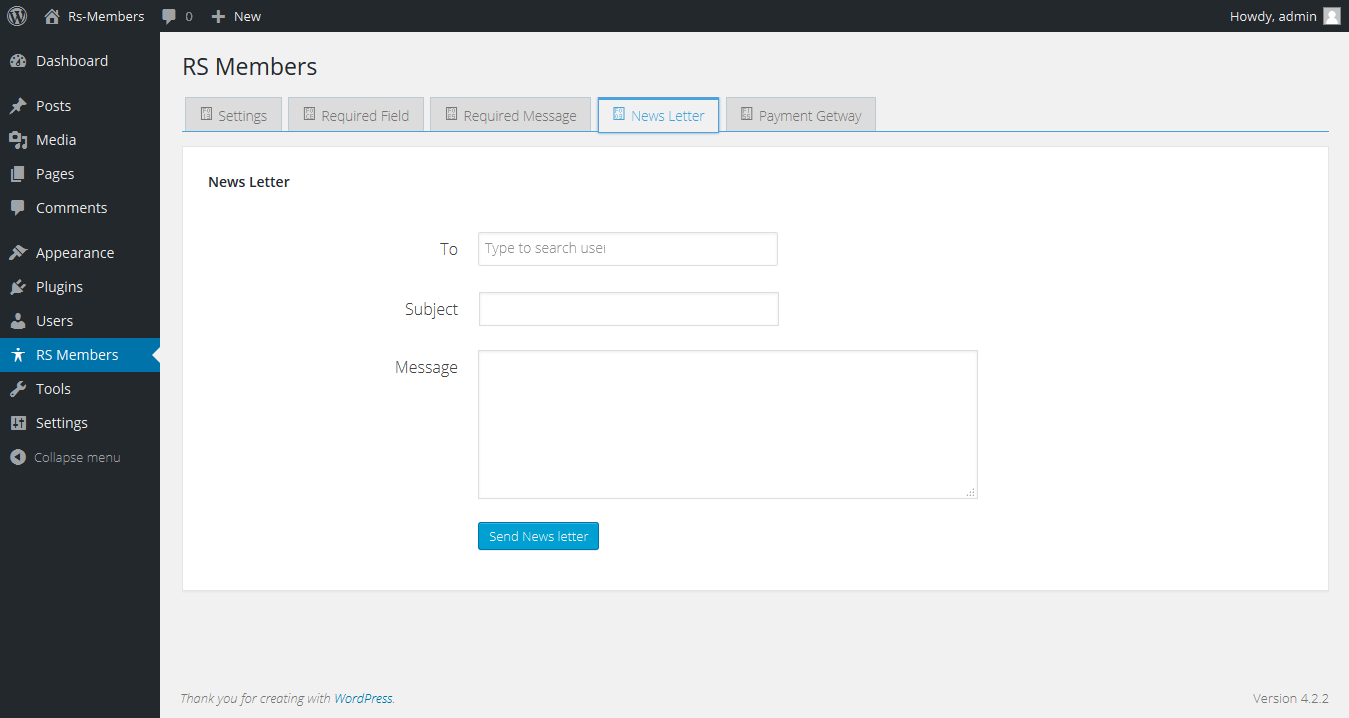 Rs-Members 0 New Howdy, admin
Dashboard
Posts
Media
Pages
Comments
Appearance
Plugins
Users
RS Members
Tools
Settings
Collapse menu
RS Members
Settings Required Field Required Message News Letter Payment Getway
News Letter
To Type to search user
Subject
Message
Send News letter
Thank you for creating with WordPress. Version 4.2.2